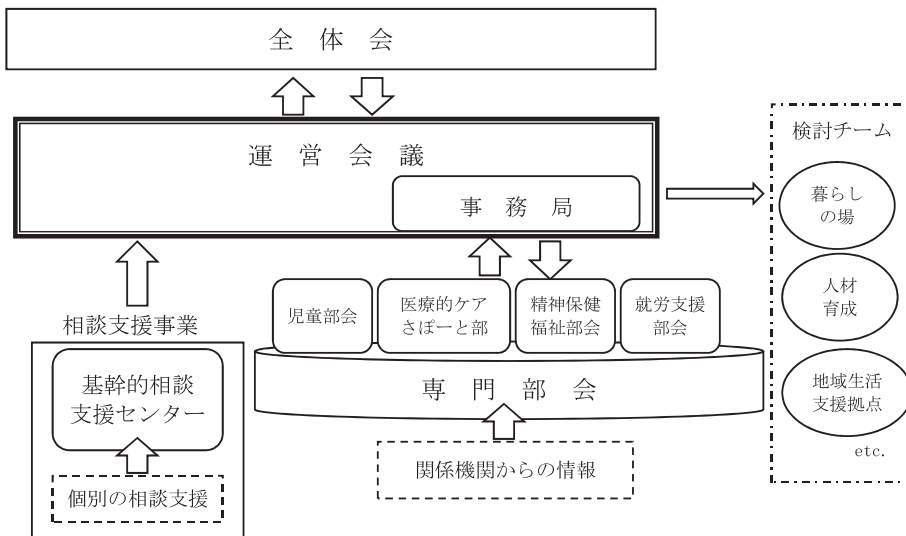 全体会
運営会議
事務局
検討チーム
暮らし
の場
人材
育成
地域生活
支援拠点
etc.
児童部会
医療的ケア
さぽーと部
精神保健
福祉部会
就労支援
部会
専門部会
関係機関からの情報
相談支援事業
基幹的相談
支援センター
個別の相談支援